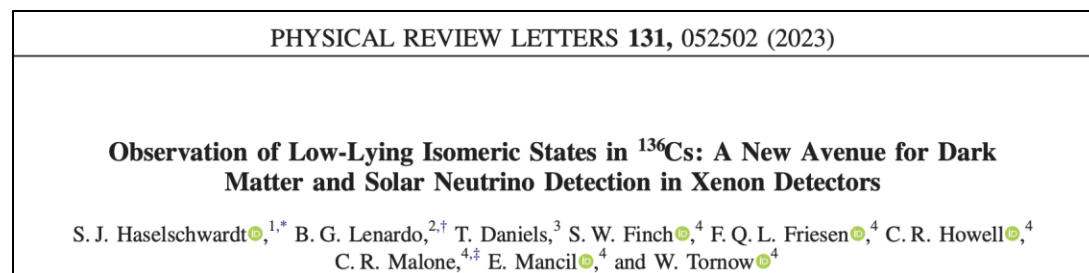 PHYSICAL REVIEW LETTERS 131, 052502 (2023)
Observation of Low-Lying Isomeric States in ¹³⁶Cs: A New Avenue for Dark
Matter and Solar Neutrino Detection in Xenon Detectors
S. J. Haselschwardt,¹,* B. G. Lenardo,²,† T. Daniels,³ S. W. Finch,⁴ F. Q. L. Friesen,⁴ C. R. Howell,⁴
C. R. Malone,⁴,‡ E. Mancil,⁴ and W. Tornow⁴